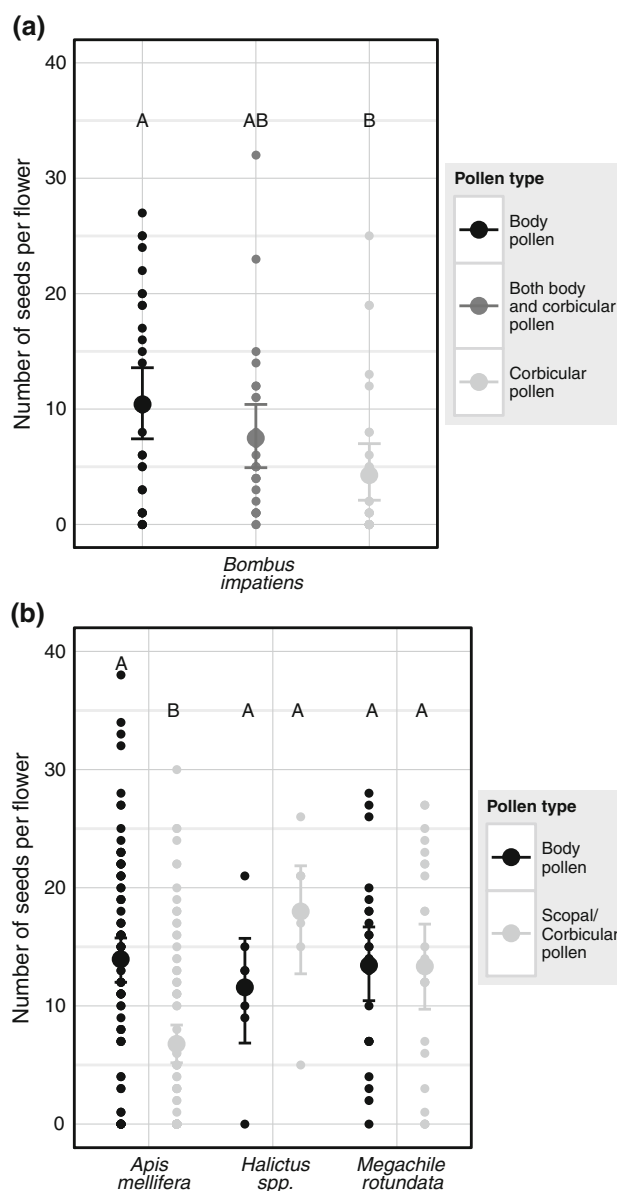 (a)
40
30
20
10
0
Number of seeds per flower
A AB B
Bombus
impatiens
Pollen type
Body
pollen
Both body
and corbicular
pollen
Corbicular
pollen
(b)
40
30
20
10
0
Number of seeds per flower
A
B A A A A
Apis
mellifera
Halictus
spp.
Megachile
rotundata
Pollen type
Body
pollen
Scopal/
Corbicular
pollen